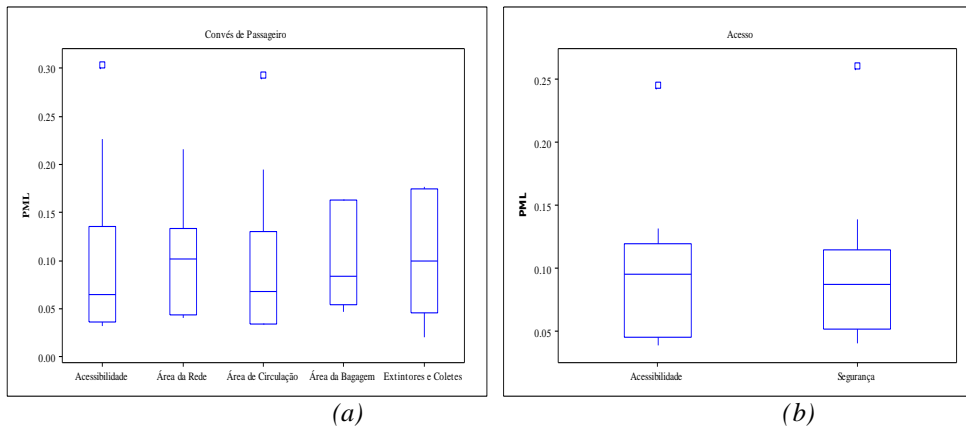 Convés de Passageiro
PML
0.30
0.25
0.20
0.15
0.10
0.05
0.00
Acessibilidade Área da Rede Área de Circulação Área da Bagagem Extintores e Coletes
(a)
Acesso
PML
0.25
0.20
0.15
0.10
0.05
Acessibilidade Segurança
(b)